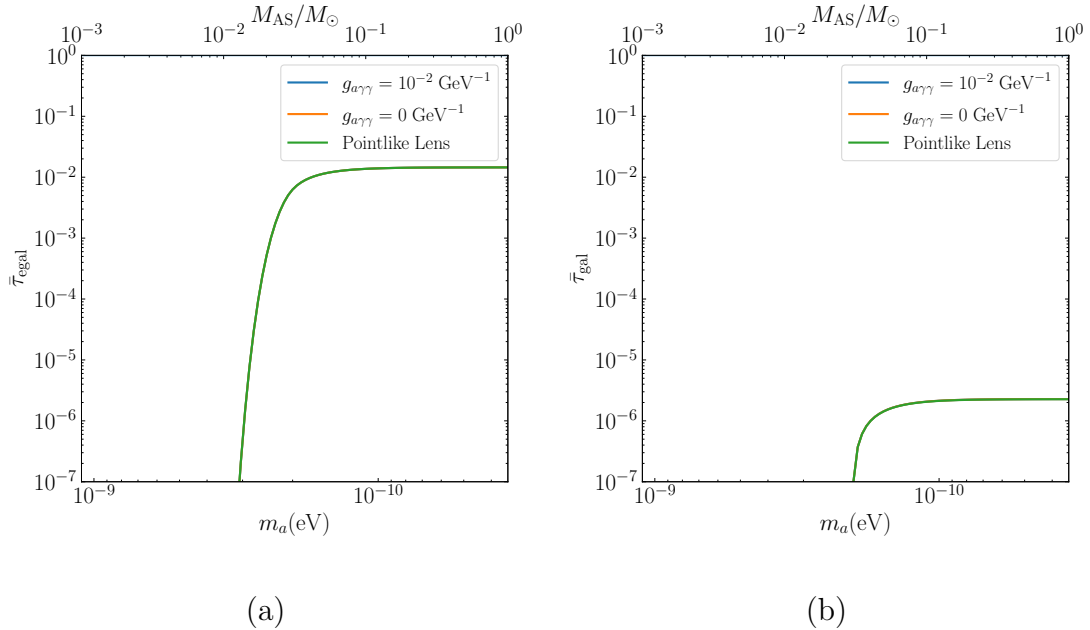 M_AS/M_⊙
10^−3 10^−2 10^−1 10^0
10^0
10^−1
10^−2
10^−3
10^−4
10^−5
10^−6
10^−7
τ̄_egal
g_aγγ = 10^−2 GeV^−1
g_aγγ = 0 GeV^−1
Pointlike Lens
10^−9 10^−10
m_a(eV)
(a)
M_AS/M_⊙
10^−3 10^−2 10^−1 10^0
10^0
10^−1
10^−2
10^−3
10^−4
10^−5
10^−6
10^−7
τ̄_gal
g_aγγ = 10^−2 GeV^−1
g_aγγ = 0 GeV^−1
Pointlike Lens
10^−9 10^−10
m_a(eV)
(b)